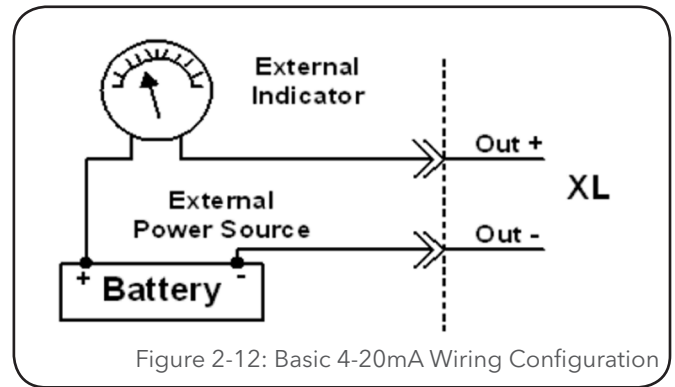 External
Indicator
Out +
XL
External
Power Source
Out -
+ Battery -
Figure 2-12: Basic 4-20mA Wiring Configuration